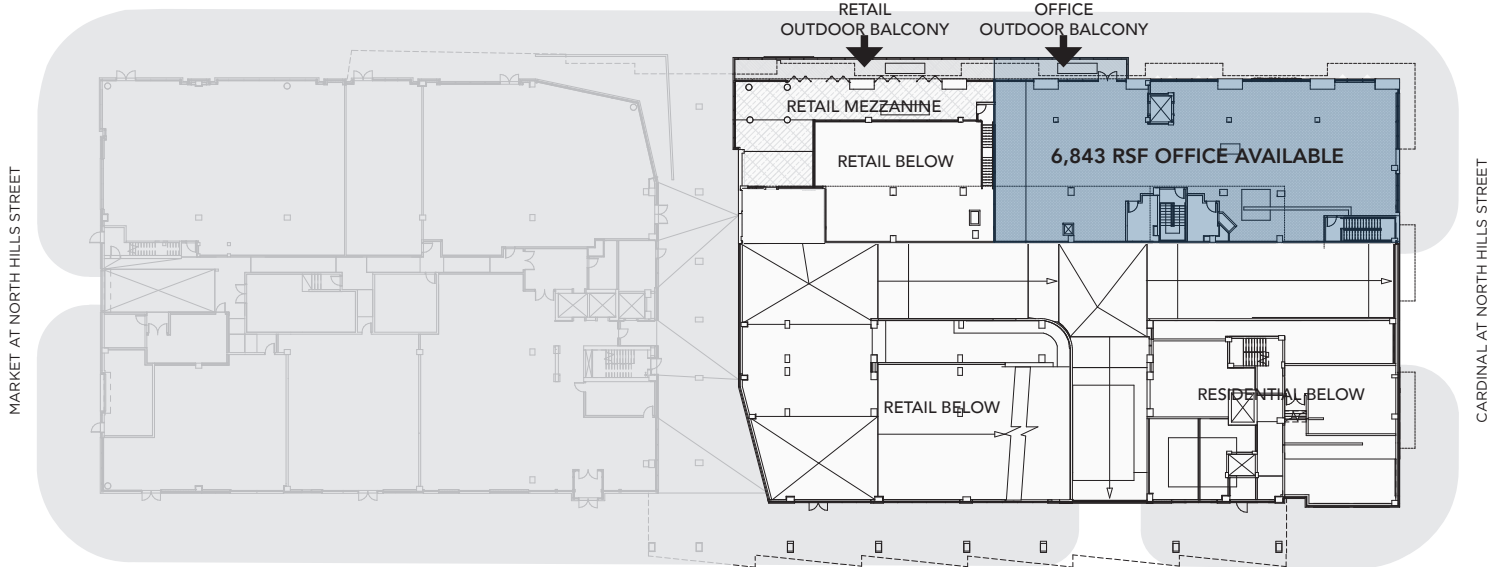 RETAIL
OUTDOOR BALCONY
OFFICE
OUTDOOR BALCONY
RETAIL MEZZANINE
RETAIL BELOW
6,843 RSF OFFICE AVAILABLE
MARKET AT NORTH HILLS STREET
CARDINAL AT NORTH HILLS STREET
RETAIL BELOW
RESIDENTIAL BELOW